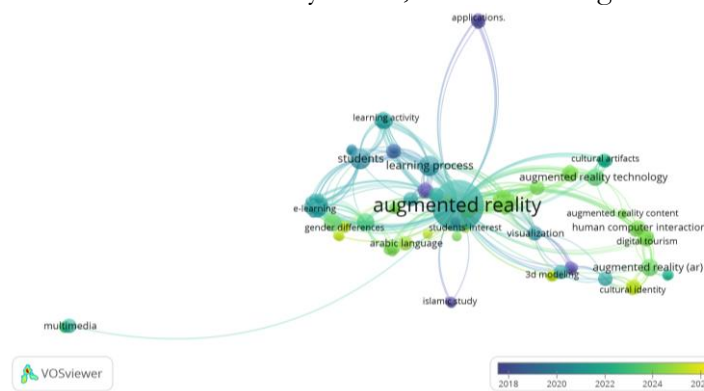 applications.
learning activity
students
learning process
cultural artifacts
augmented reality technology
e-learning
augmented reality
augmented reality content
gender differences
students' interest
human computer interaction
visualization
digital tourism
arabic language
augmented reality (ar)
3d modeling
cultural identity
islamic study
multimedia
VOSviewer
2018 2020 2022 2024